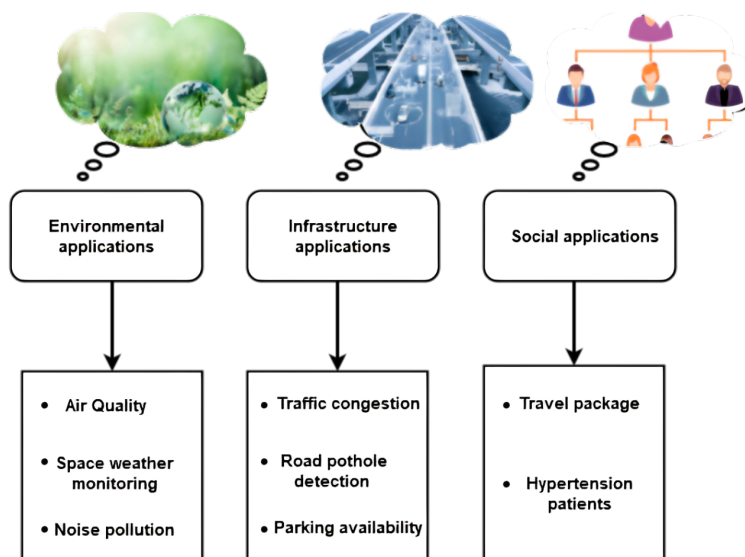 Environmental
applications
Infrastructure
applications
Social applications
• Air Quality
• Space weather
monitoring
• Noise pollution
• Traffic congestion
• Road pothole
detection
• Parking availability
• Travel package
• Hypertension
patients